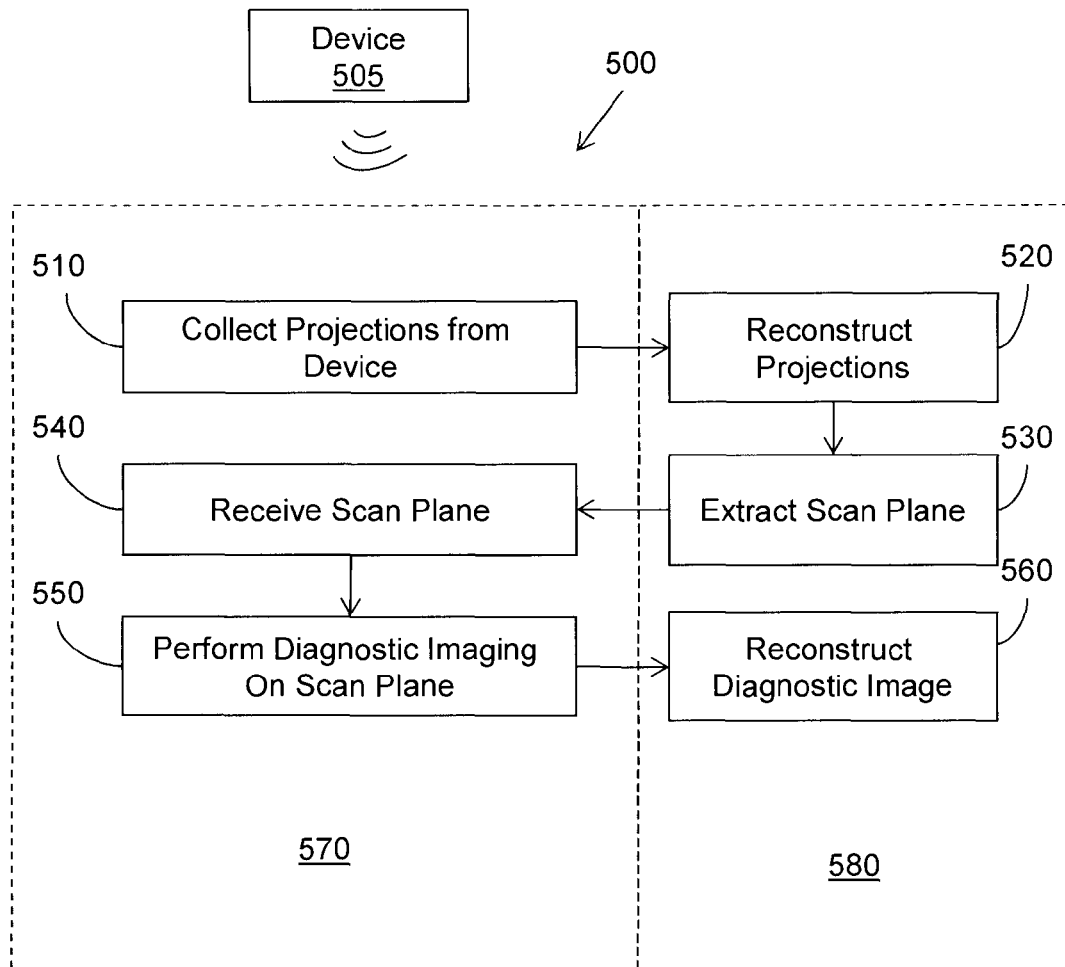 Device
505
500
510
Collect Projections from
Device
520
Reconstruct
Projections
540
Receive Scan Plane
530
Extract Scan Plane
550
Perform Diagnostic Imaging
On Scan Plane
560
Reconstruct
Diagnostic Image
570
580